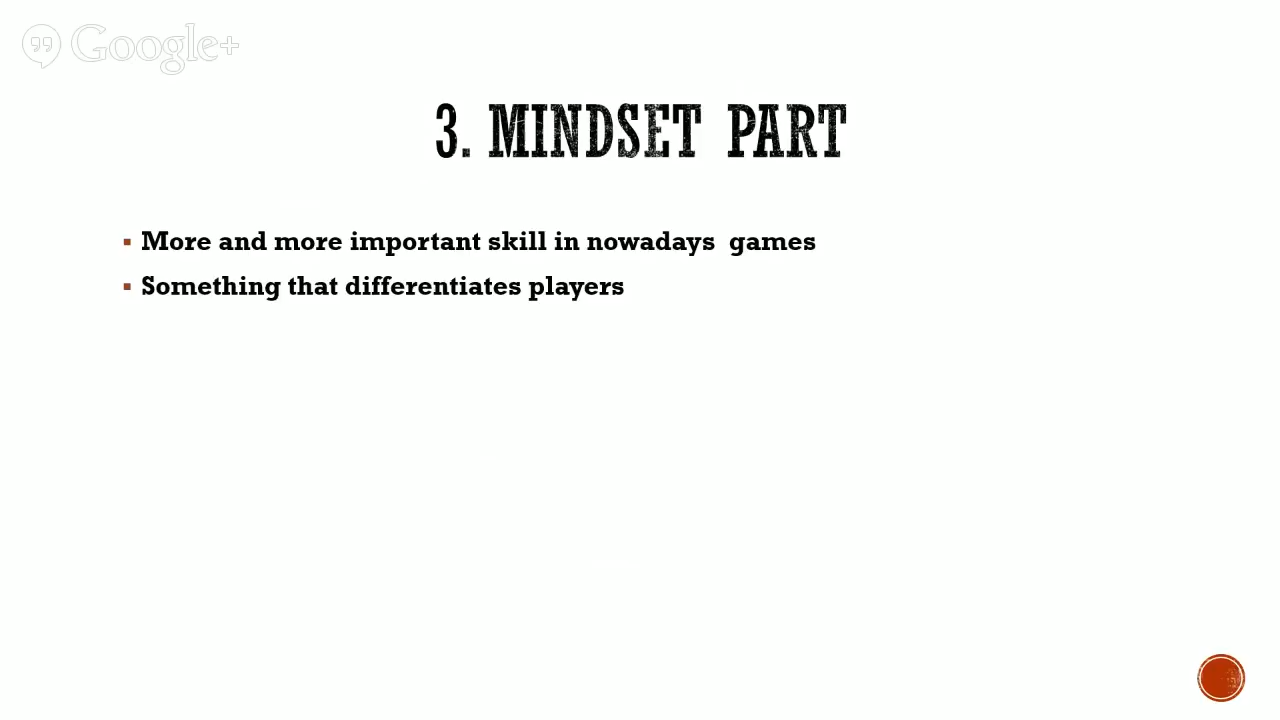 Google+
3. MINDSET PART
More and more important skill in nowadays  games
Something that differentiates players